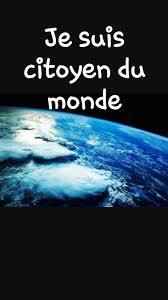 Je suis
citoyen du
monde